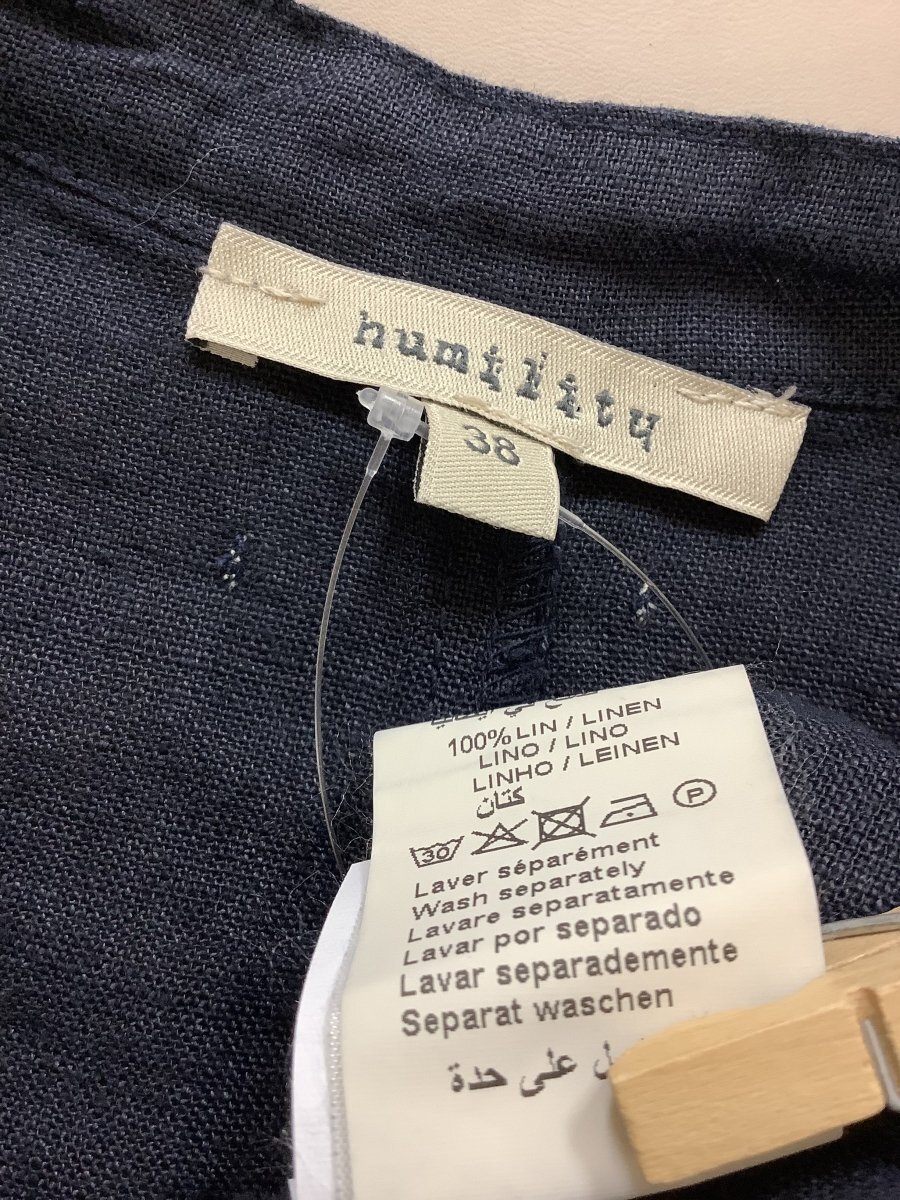 humility
38
100% LIN / LINEN
LINO / LINO
LINHO / LEINEN
كتان
30 P
Laver séparément
Wash separately
Lavare separatamente
Lavar por separado
Lavar separademente
Separat waschen
على حدة